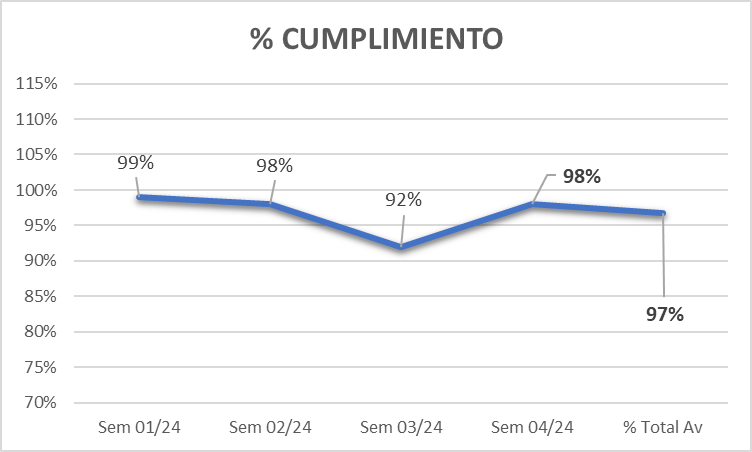 % CUMPLIMIENTO
115%
110%
105%
100%
95%
90%
85%
80%
75%
70%
99%
98%
92%
98%
97%
Sem 01/24
Sem 02/24
Sem 03/24
Sem 04/24
% Total Av